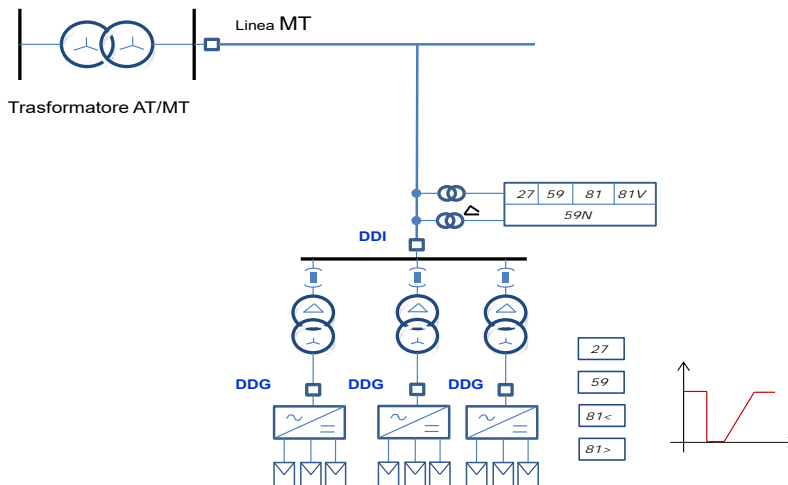 Linea MT
Trasformatore AT/MT
27 59 81 81V
59N
DDI
DDG DDG DDG
27
59
81<
81>